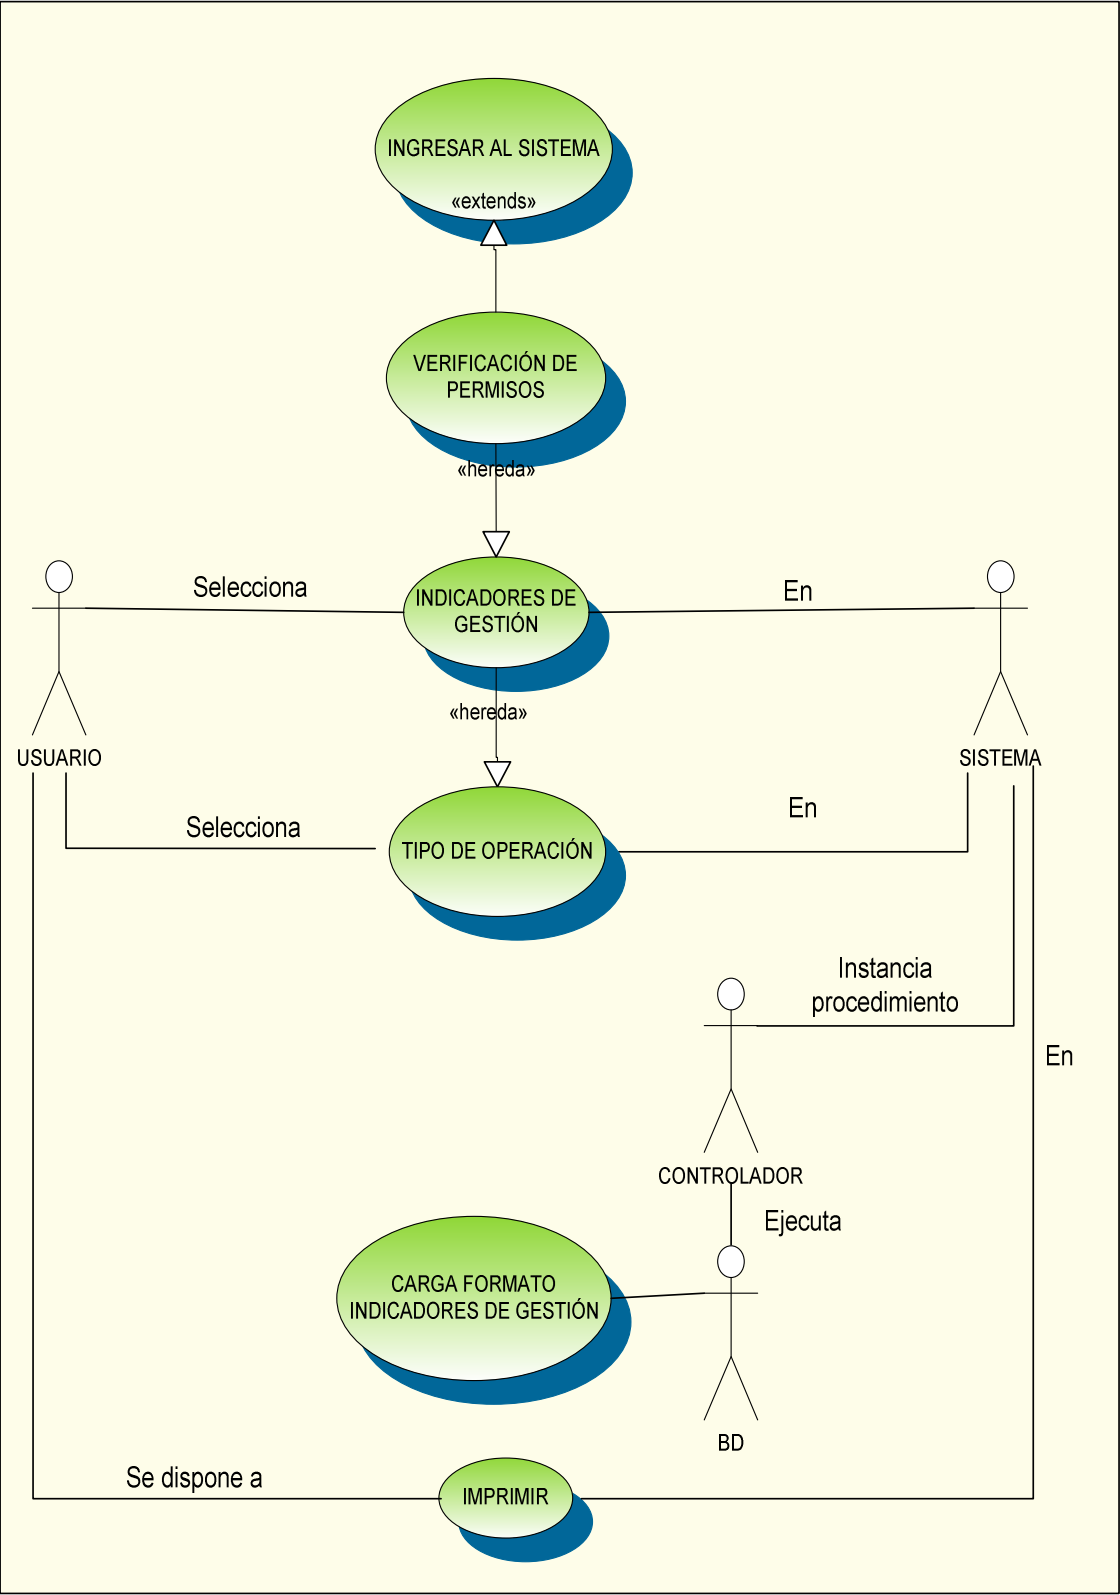 INGRESAR AL SISTEMA
«extends»
VERIFICACIÓN DE
PERMISOS
«hereda»
Selecciona
INDICADORES DE
GESTIÓN
En
«hereda»
USUARIO
SISTEMA
Selecciona
TIPO DE OPERACIÓN
En
Instancia
procedimiento
En
CONTROLADOR
Ejecuta
CARGA FORMATO
INDICADORES DE GESTIÓN
BD
Se dispone a
IMPRIMIR